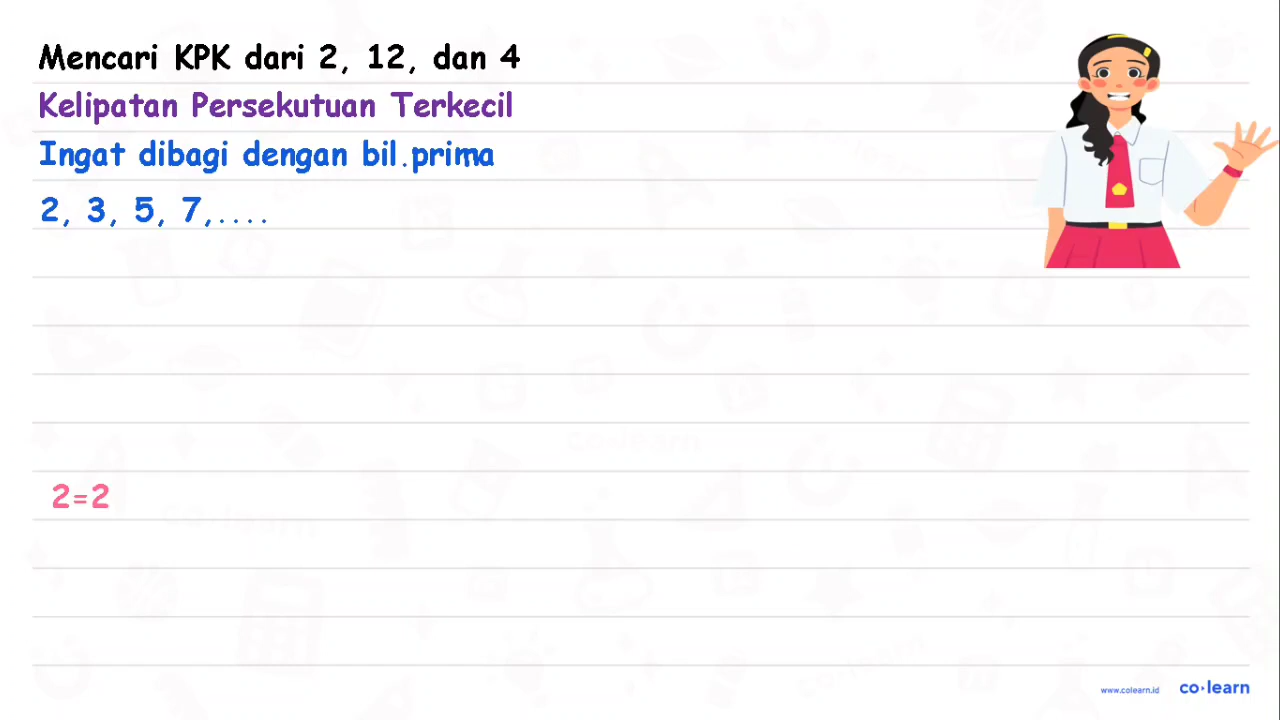 Mencari KPK dari 2, 12, dan 4
Kelipatan Persekutuan Terkecil
Ingat dibagi dengan bil.prima
2, 3, 5, 7,....
2=2
www.colearn.id co·learn